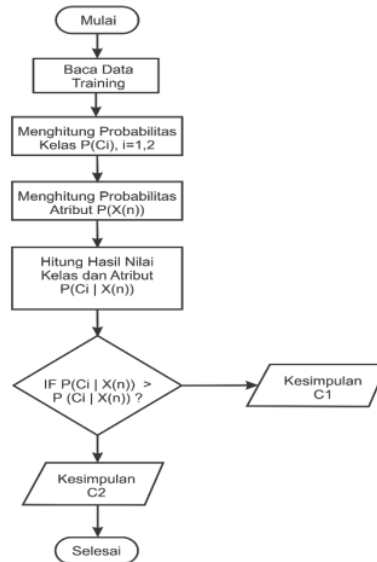 Mulai
Baca Data
Training
Menghitung Probabilitas
Kelas P(Ci), i=1,2
Menghitung Probabilitas
Atribut P(X(n))
Hitung Hasil Nilai
Kelas dan Atribut
P(Ci | X(n))
IF P(Ci | X(n)) >
P (Ci | X(n)) ?
Kesimpulan
C1
Kesimpulan
C2
Selesai